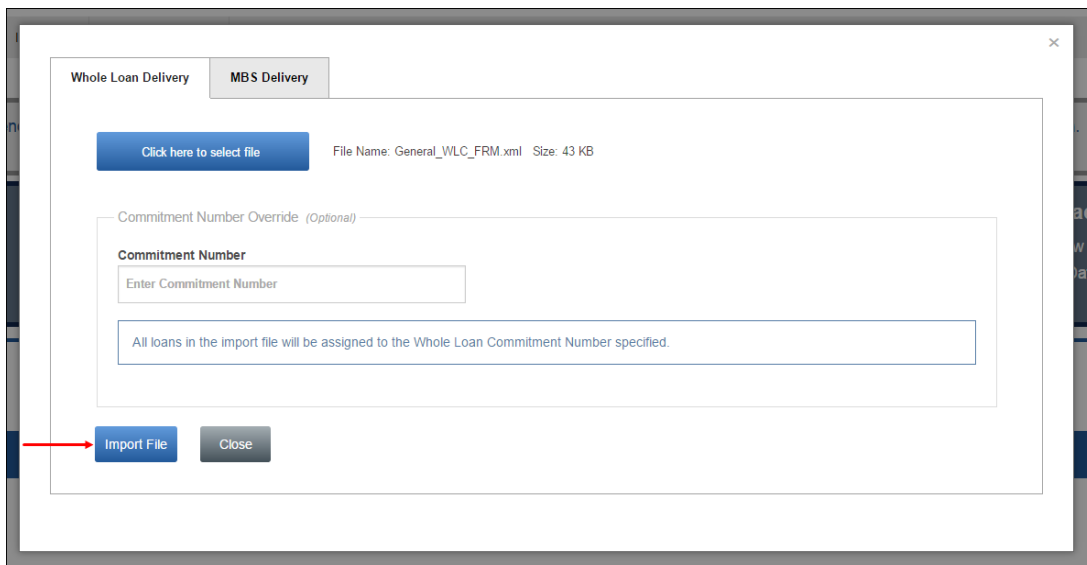 ×
Whole Loan Delivery
MBS Delivery
Click here to select file
File Name: General_WLC_FRM.xml Size: 43 KB
Commitment Number Override (Optional)
Commitment Number
Enter Commitment Number
All loans in the import file will be assigned to the Whole Loan Commitment Number specified.
Import File
Close